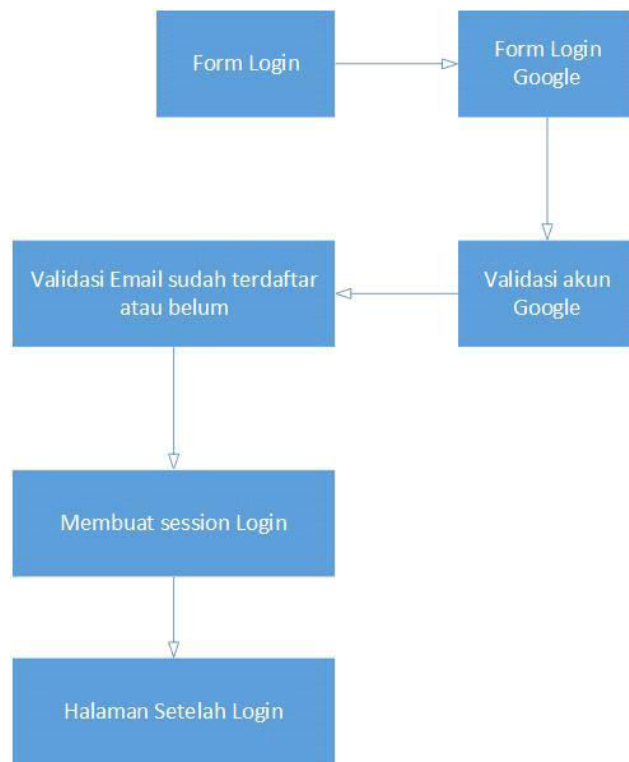 Form Login
Form Login
Google
Validasi akun
Google
Validasi Email sudah terdaftar
atau belum
Membuat session Login
Halaman Setelah Login